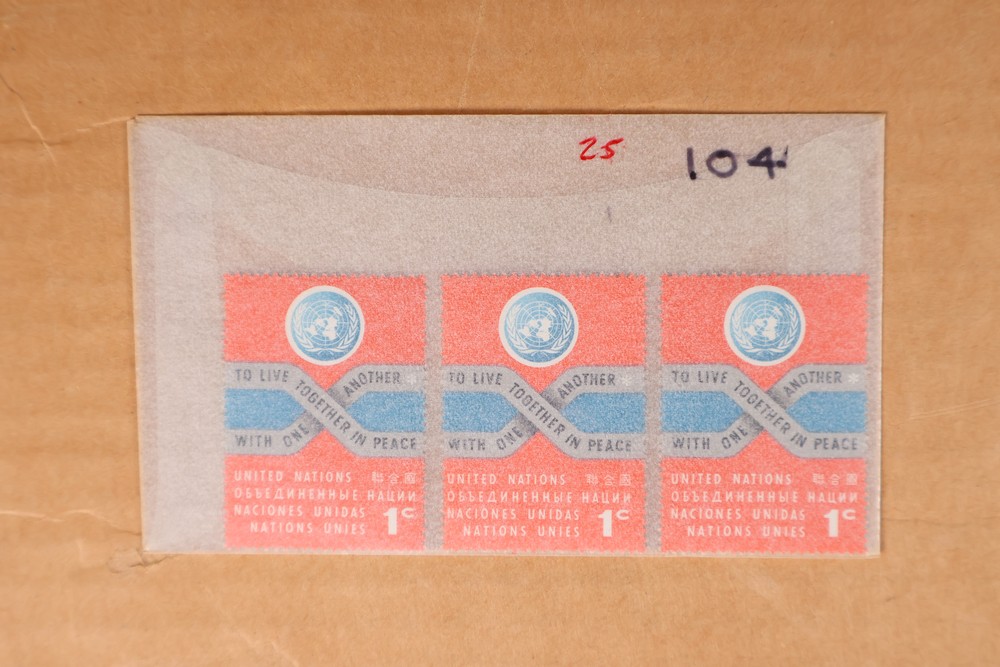 25 104
TO LIVE TOGETHER IN PEACE
WITH ONE ANOTHER
UNITED NATIONS 聯合國
ОБЪЕДИНЕННЫЕ НАЦИИ
NACIONES UNIDAS
NATIONS UNIES 1c
TO LIVE TOGETHER IN PEACE
WITH ONE ANOTHER
UNITED NATIONS 聯合國
ОБЪЕДИНЕННЫЕ НАЦИИ
NACIONES UNIDAS
NATIONS UNIES 1c
TO LIVE TOGETHER IN PEACE
WITH ONE ANOTHER
UNITED NATIONS 聯合國
ОБЪЕДИНЕННЫЕ НАЦИИ
NACIONES UNIDAS
NATIONS UNIES 1c